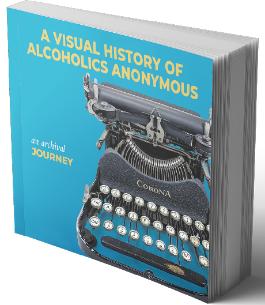 A VISUAL HISTORY OF
ALCOHOLICS ANONYMOUS
an archival
JOURNEY
CORONA